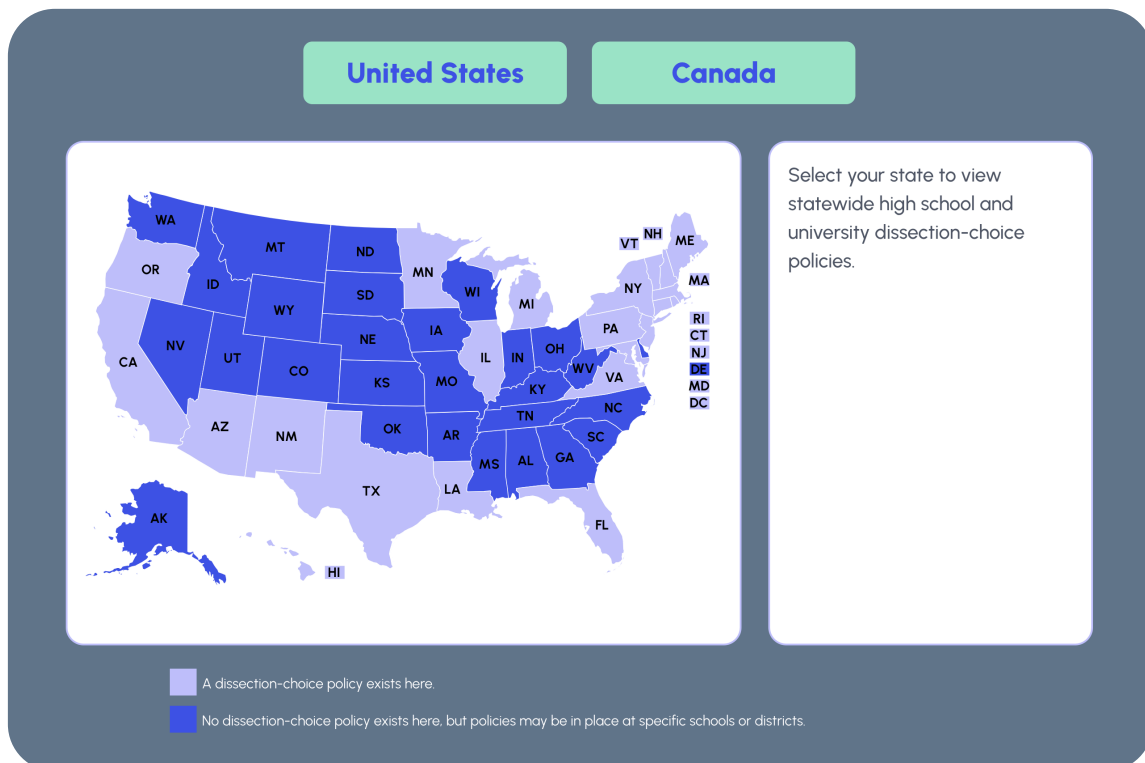 United States
Canada
Select your state to view
statewide high school and
university dissection-choice
policies.
WA
MT
ND
MN
VT
NH
ME
OR
ID
SD
WI
MI
NY
MA
WY
NE
IA
PA
RI
CT
NJ
DE
MD
DC
CA
NV
UT
CO
KS
MO
IL
IN
OH
WV
VA
KY
NC
TN
AZ
NM
OK
AR
SC
MS
AL
GA
TX
LA
FL
AK
HI
A dissection-choice policy exists here.
No dissection-choice policy exists here, but policies may be in place at specific schools or districts.